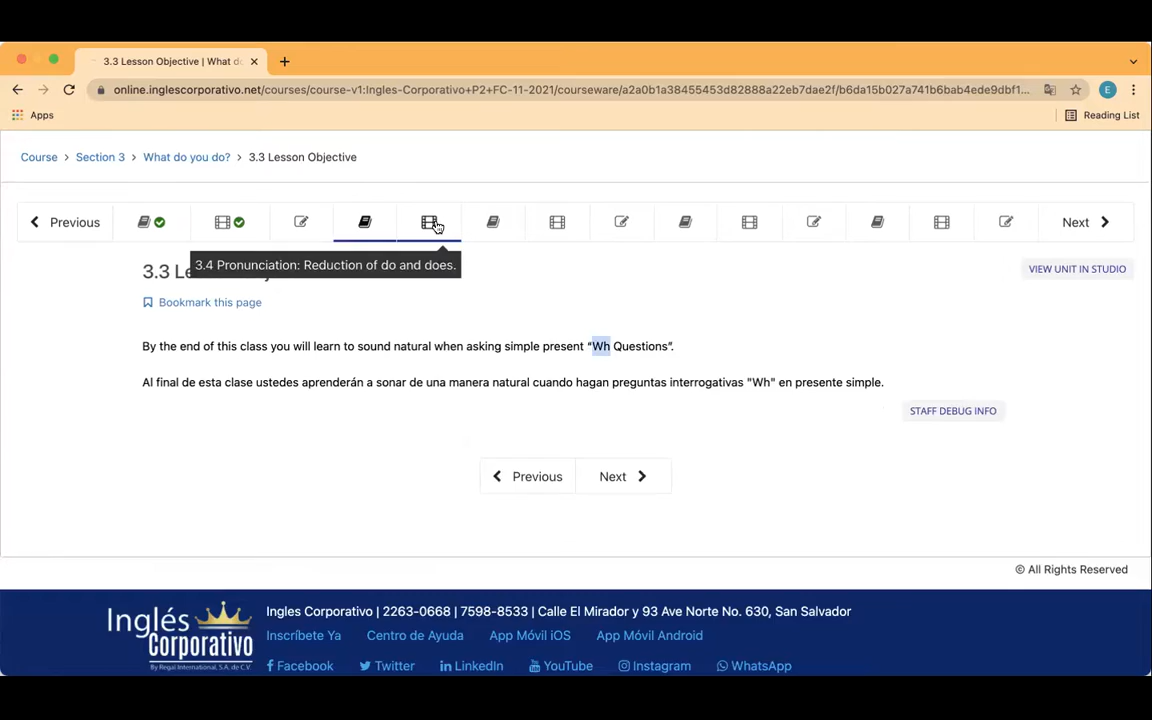 3.3 Lesson Objective | What do
online.inglescorporativo.net/courses/course-v1:Ingles-Corporativo+P2+FC-11-2021/courseware/a2a0b1a38455453d82888a22eb7dae2f/b6da15b027a741b6bab4ede9dbf1...
E
Apps
Reading List
Course > Section 3 > What do you do? > 3.3 Lesson Objective
Previous
Next
3.4 Pronunciation: Reduction of do and does.
3.3 Le
VIEW UNIT IN STUDIO
Bookmark this page
By the end of this class you will learn to sound natural when asking simple present “Wh Questions”.
Al final de esta clase ustedes aprenderán a sonar de una manera natural cuando hagan preguntas interrogativas "Wh" en presente simple.
STAFF DEBUG INFO
Previous Next
© All Rights Reserved
Inglés Corporativo
By Regal International, S.A. de C.V.
Ingles Corporativo | 2263-0668 | 7598-8533 | Calle El Mirador y 93 Ave Norte No. 630, San Salvador
Inscríbete Ya Centro de Ayuda App Móvil iOS App Móvil Android
Facebook Twitter LinkedIn YouTube Instagram WhatsApp